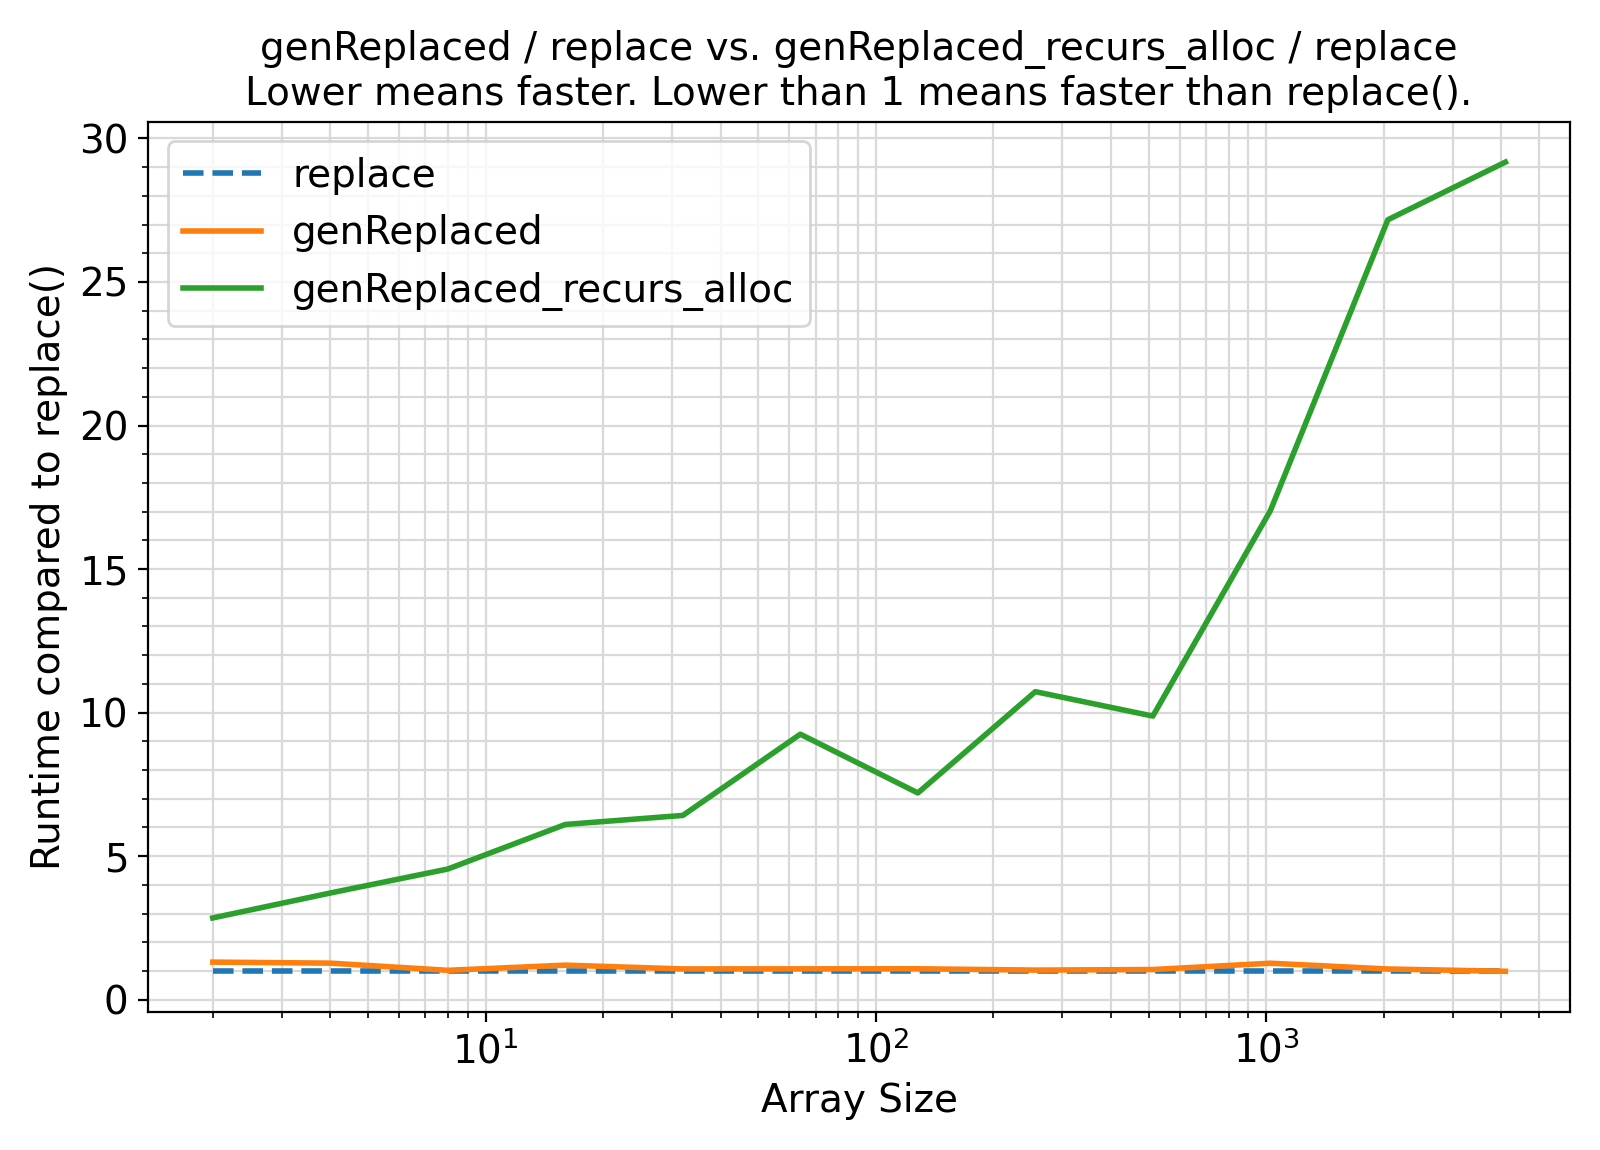 genReplaced / replace vs. genReplaced_recurs_alloc / replace
Lower means faster. Lower than 1 means faster than replace().
replace
genReplaced
genReplaced_recurs_alloc
Runtime compared to replace()
30
25
20
15
10
5
0
10¹
10²
10³
Array Size